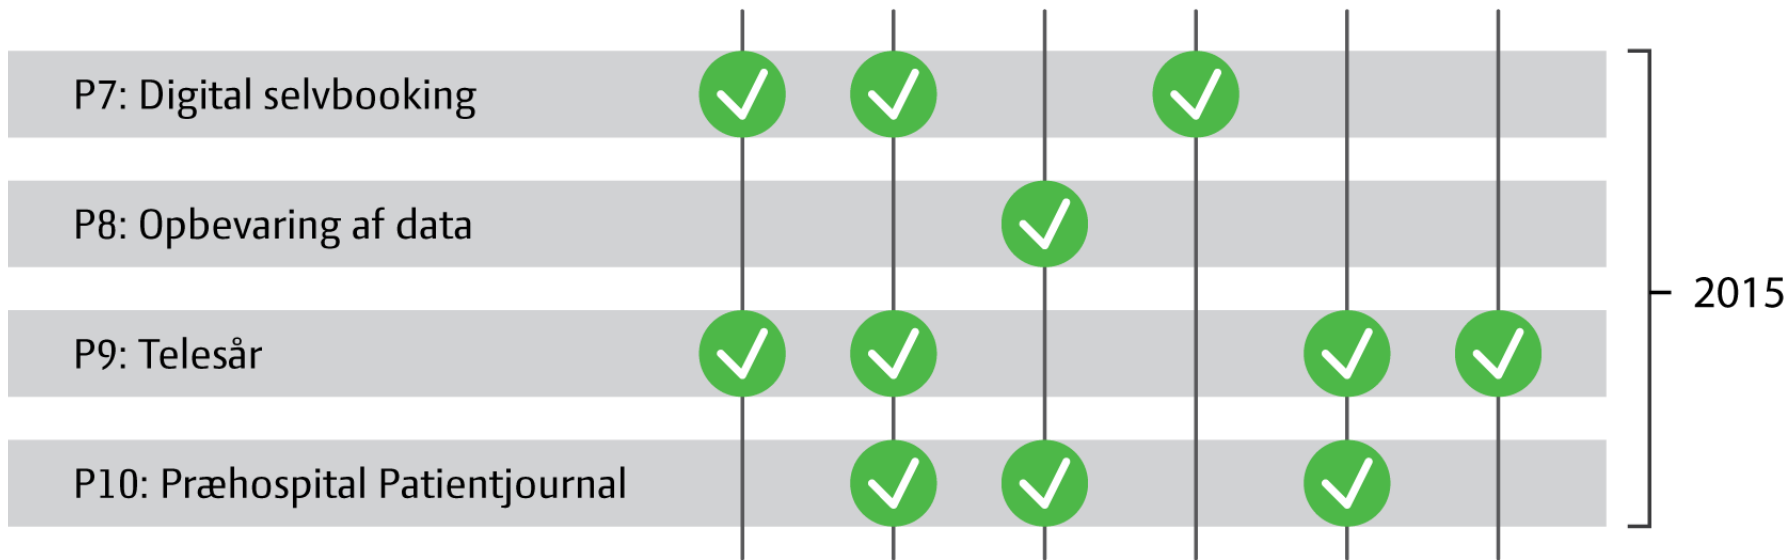 P7: Digital selvbooking
P8: Opbevaring af data
P9: Telesår
P10: Præhospital Patientjournal
2015